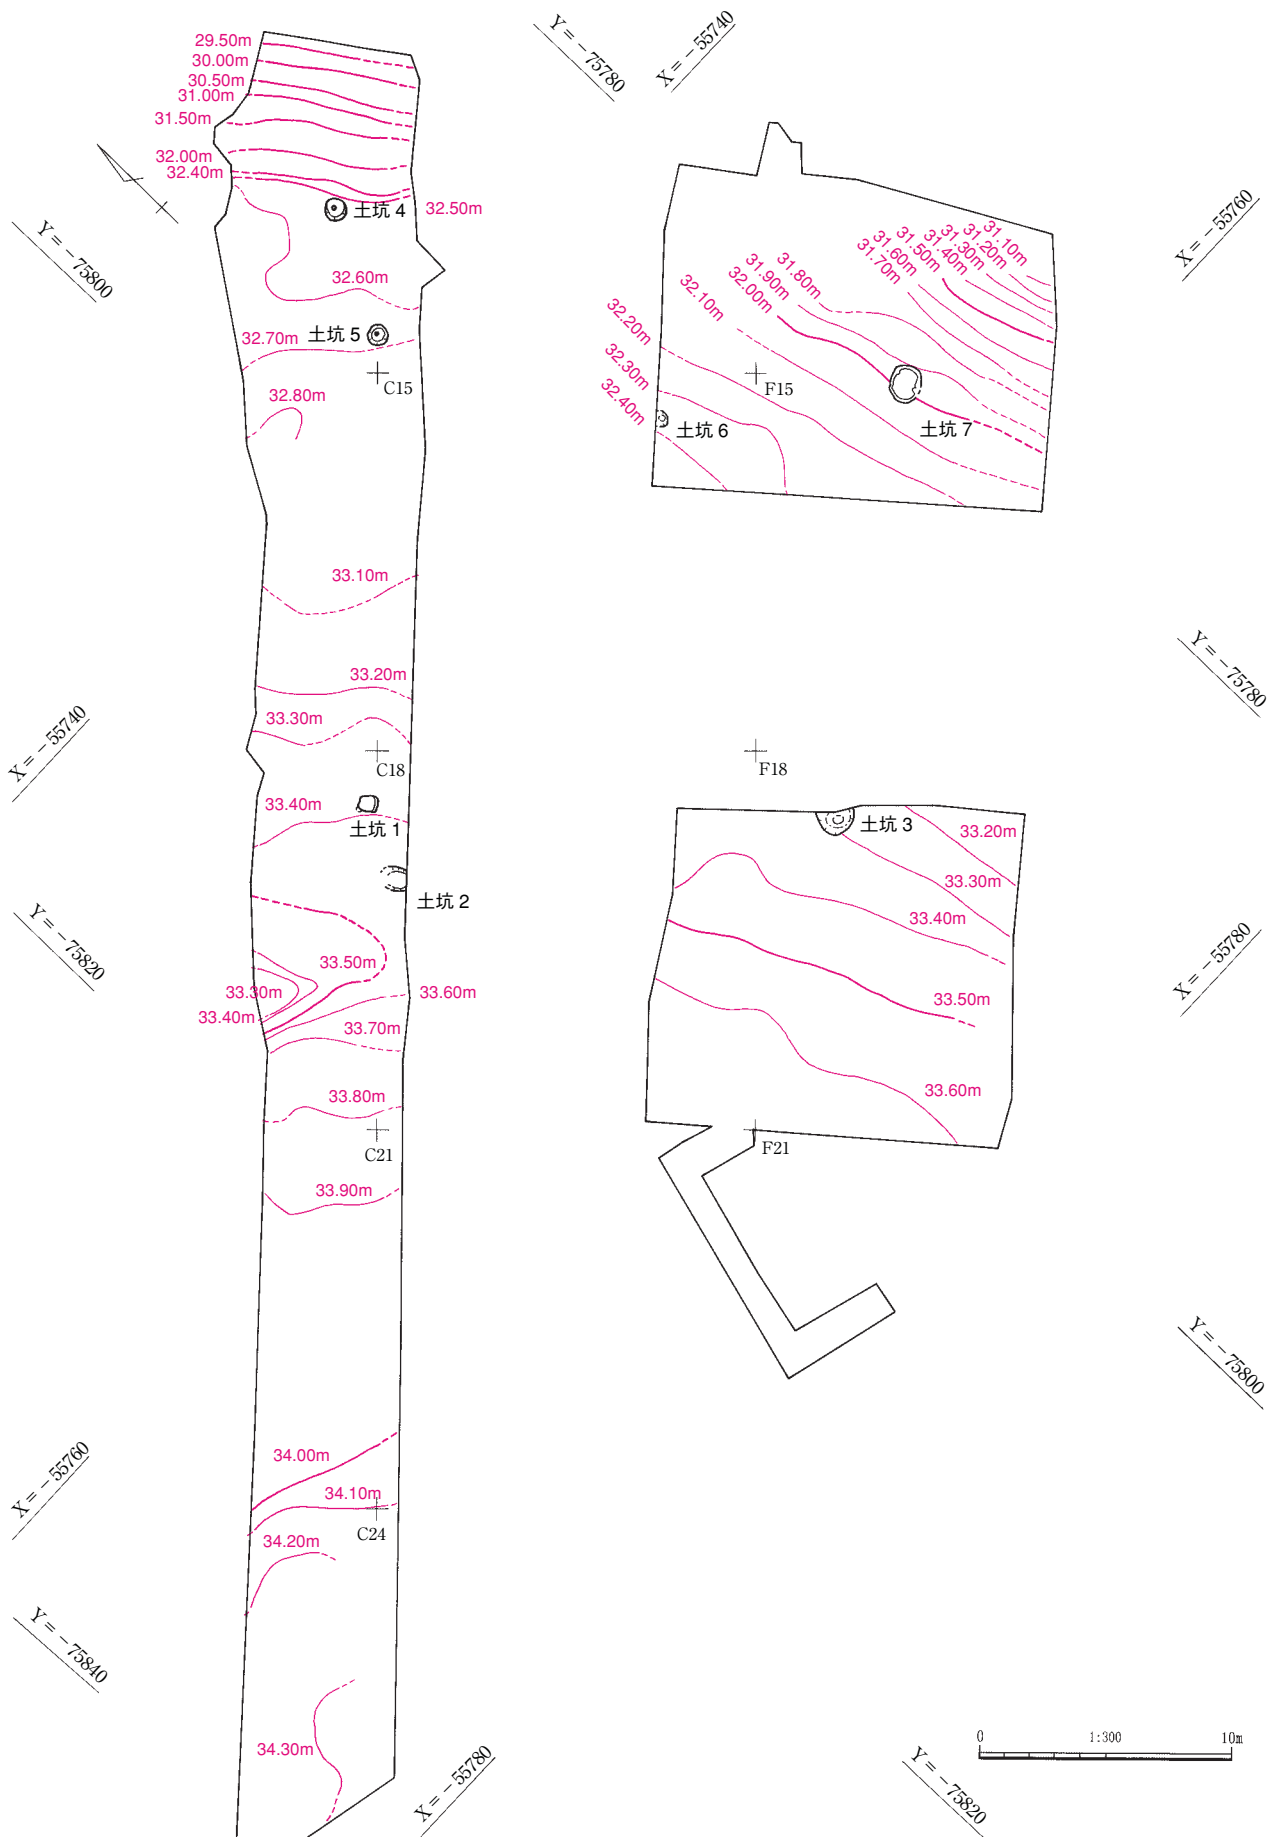 29.50m
30.00m
30.50m
31.00m
31.50m
32.00m
32.40m
32.50m
土坑 4
32.60m
32.70m
土坑 5
C15
32.80m
33.10m
33.20m
33.30m
C18
33.40m
土坑 1
土坑 2
33.50m
33.30m
33.60m
33.40m
33.70m
33.80m
C21
33.90m
34.00m
34.10m
C24
34.20m
34.30m
Y=-75780
X=-55740
X=-55760
Y=-75800
31.10m
31.20m
31.30m
31.40m
31.50m
31.60m
31.70m
31.80m
31.90m
32.00m
32.10m
32.20m
32.30m
32.40m
F15
土坑 6
土坑 7
Y=-75780
X=-55740
F18
土坑 3
33.20m
33.30m
33.40m
33.50m
33.60m
F21
Y=-75820
X=-55780
Y=-75800
X=-55760
Y=-75840
X=-55780
Y=-75820
0 1:300 10m